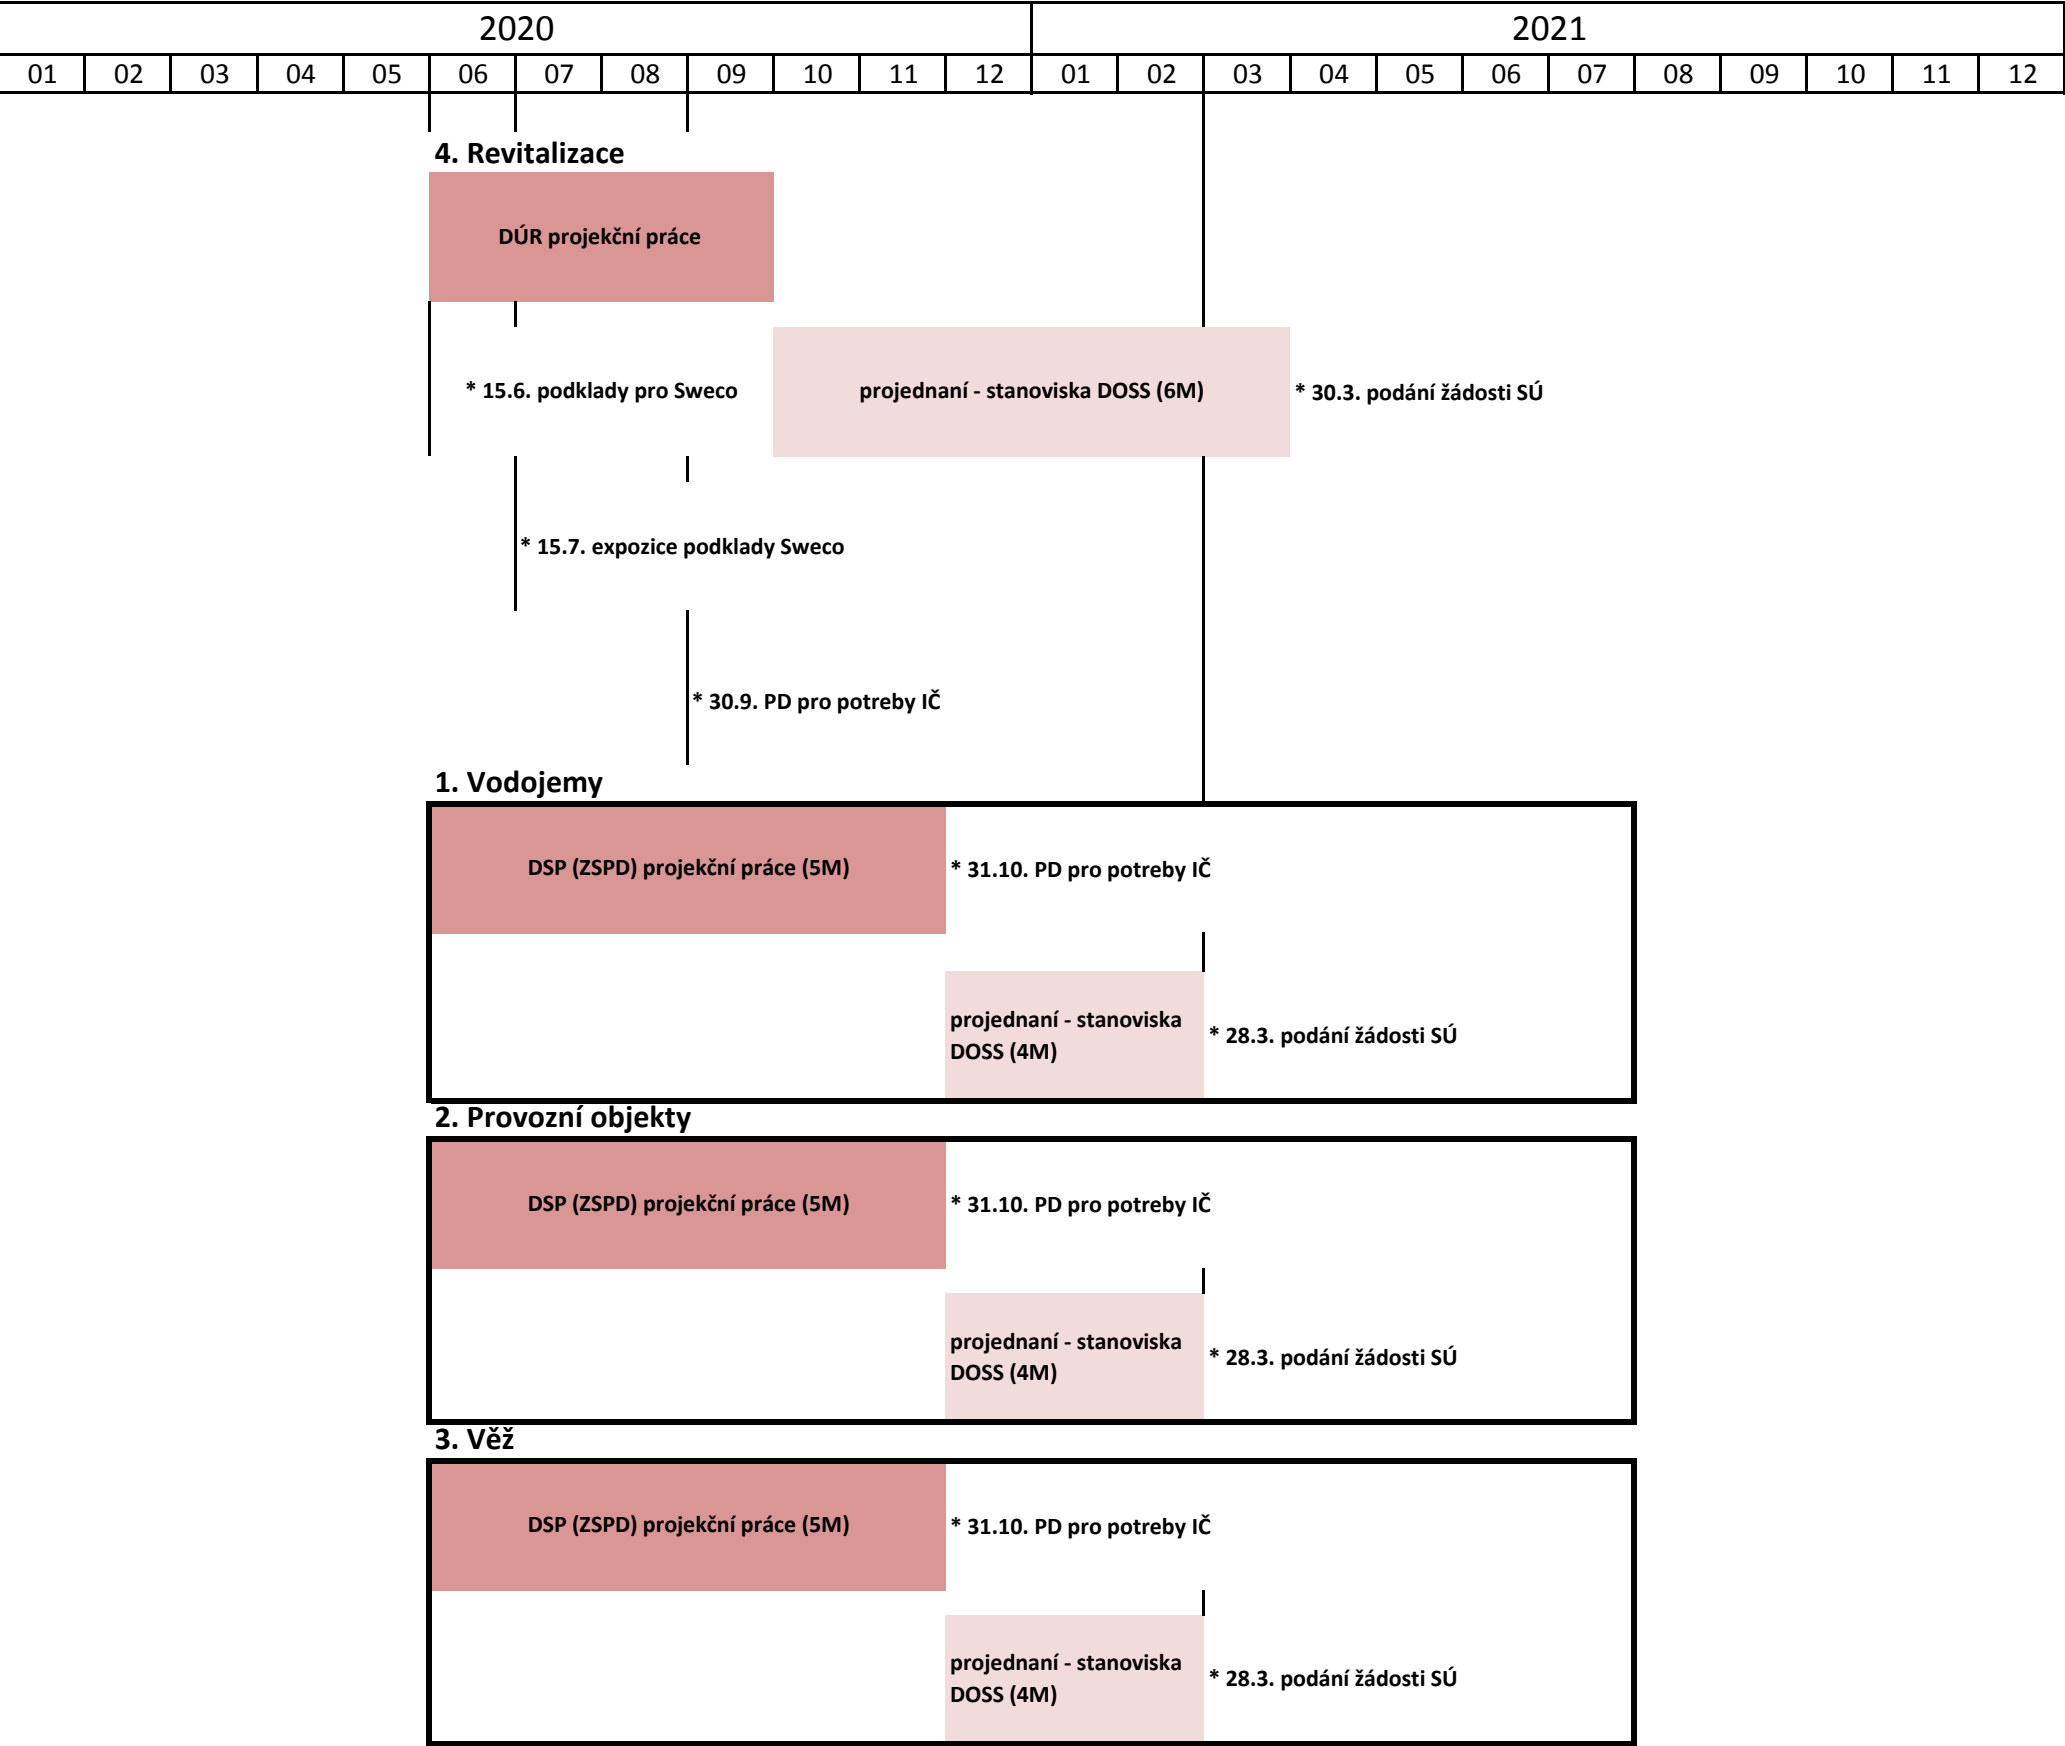 2020 2021
01 02 03 04 05 06 07 08 09 10 11 12 01 02 03 04 05 06 07 08 09 10 11 12
4. Revitalizace
DÚR projekční práce
* 15.6. podklady pro Sweco projednaní - stanoviska DOSS (6M) * 30.3. podání žádosti SÚ
* 15.7. expozice podklady Sweco
* 30.9. PD pro potreby IČ
1. Vodojemy
DSP (ZSPD) projekční práce (5M) * 31.10. PD pro potreby IČ
projednaní - stanoviska
DOSS (4M)
* 28.3. podání žádosti SÚ
2. Provozní objekty
DSP (ZSPD) projekční práce (5M) * 31.10. PD pro potreby IČ
projednaní - stanoviska
DOSS (4M)
* 28.3. podání žádosti SÚ
3. Věž
DSP (ZSPD) projekční práce (5M) * 31.10. PD pro potreby IČ
projednaní - stanoviska
DOSS (4M)
* 28.3. podání žádosti SÚ